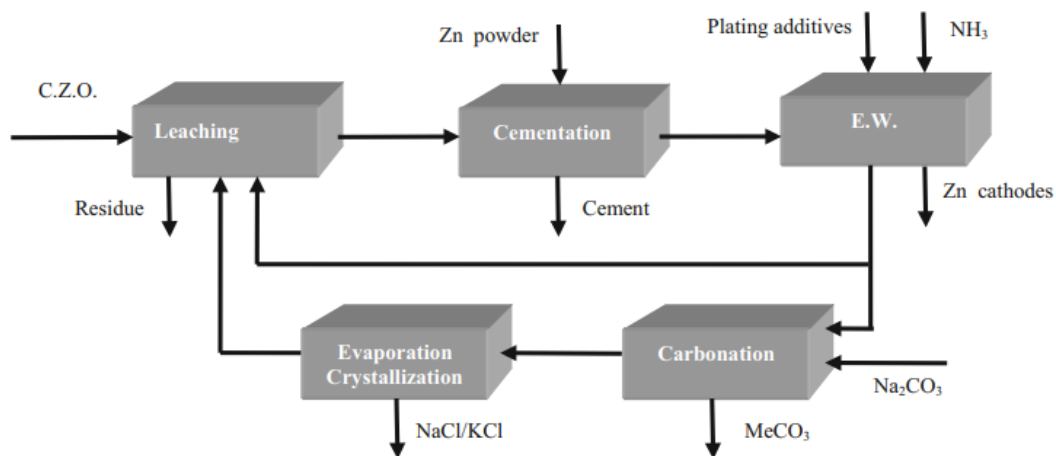 Plating additives
NH₃
Zn powder
C.Z.O.
Leaching
Cementation
E.W.
Residue
Cement
Zn cathodes
Evaporation
Crystallization
Carbonation
Na₂CO₃
NaCl/KCl
MeCO₃